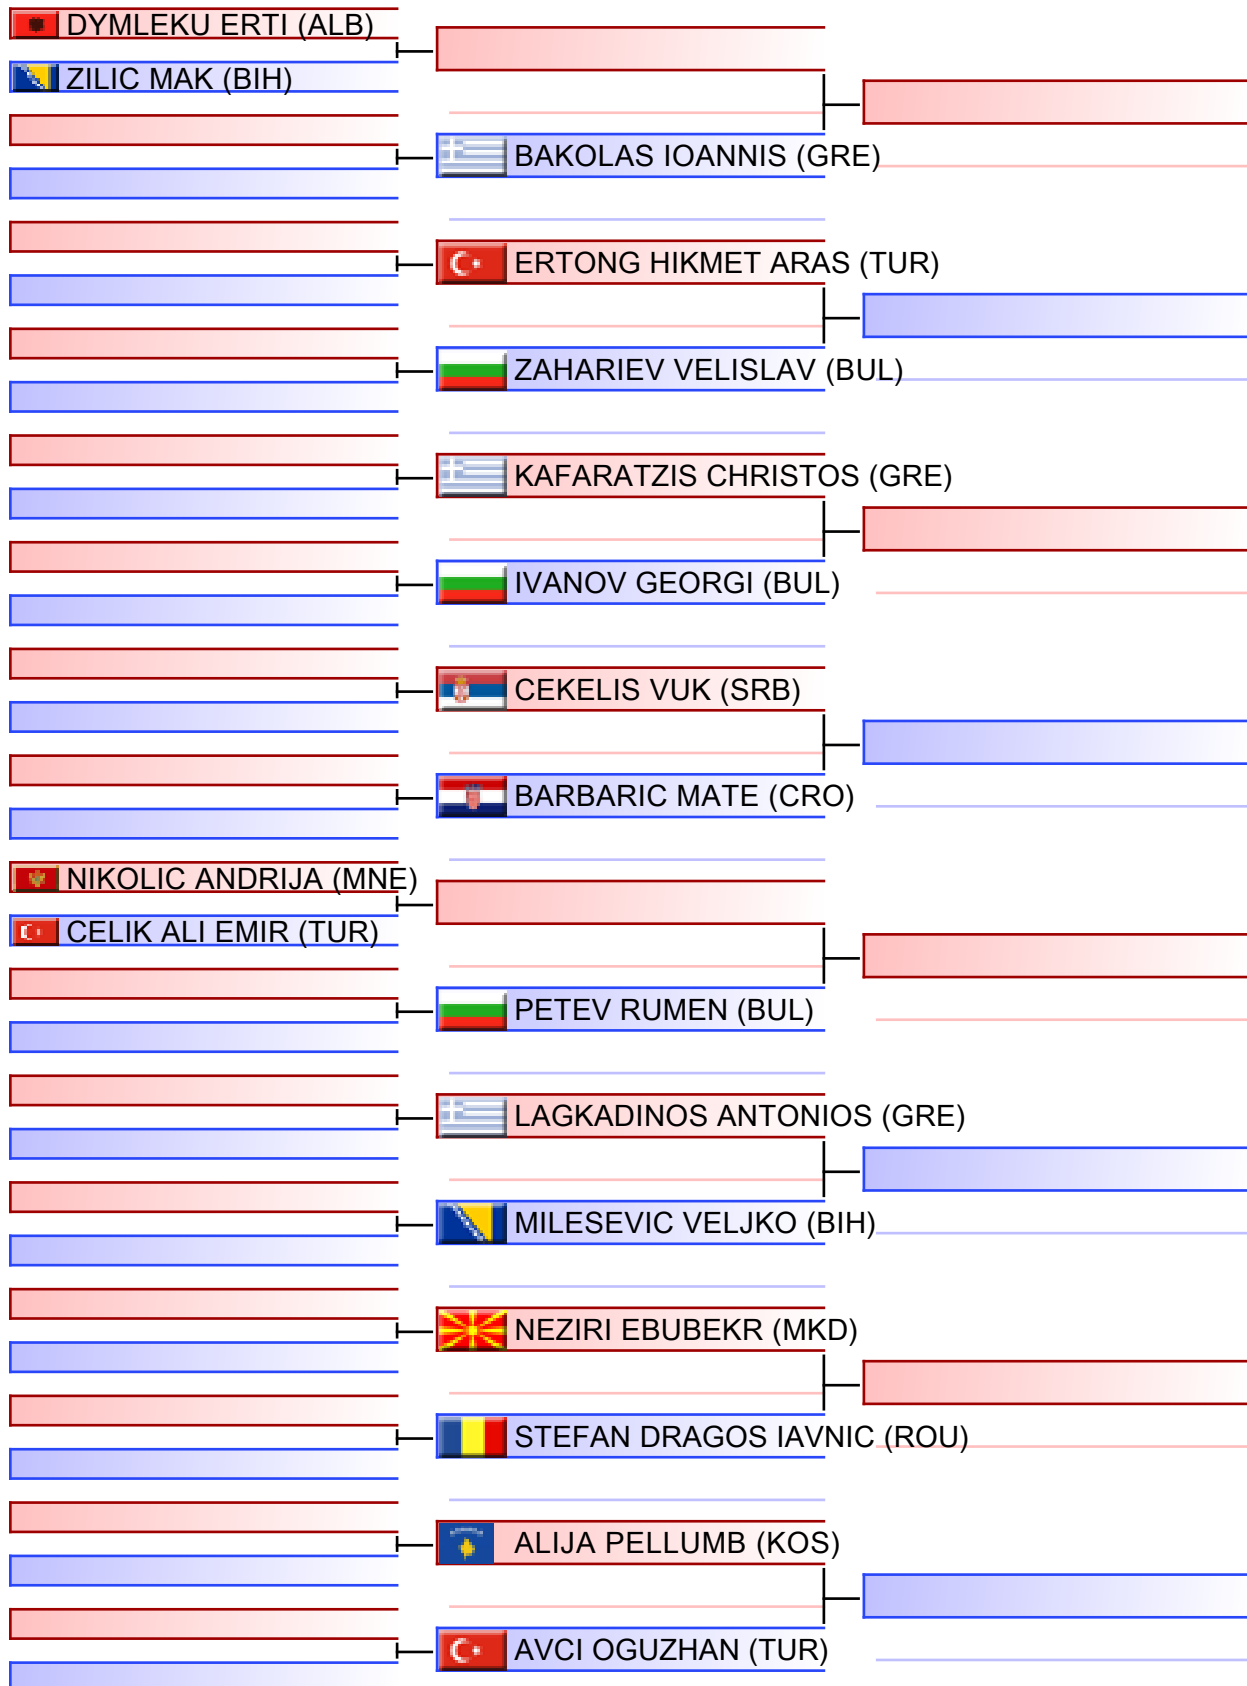 DYMLEKU ERTI (ALB)
ZILIC MAK (BIH)
BAKOLAS IOANNIS (GRE)
ERTONG HIKMET ARAS (TUR)
ZAHARIEV VELISLAV (BUL)
KAFARATZIS CHRISTOS (GRE)
IVANOV GEORGI (BUL)
CEKELIS VUK (SRB)
BARBARIC MATE (CRO)
NIKOLIC ANDRIJA (MNE)
CELIK ALI EMIR (TUR)
PETEV RUMEN (BUL)
LAGKADINOS ANTONIOS (GRE)
MILESEVIC VELJKO (BIH)
NEZIRI EBUBEKR (MKD)
STEFAN DRAGOS IAVNIC (ROU)
ALIJA PELLUMB (KOS)
AVCI OGUZHAN (TUR)